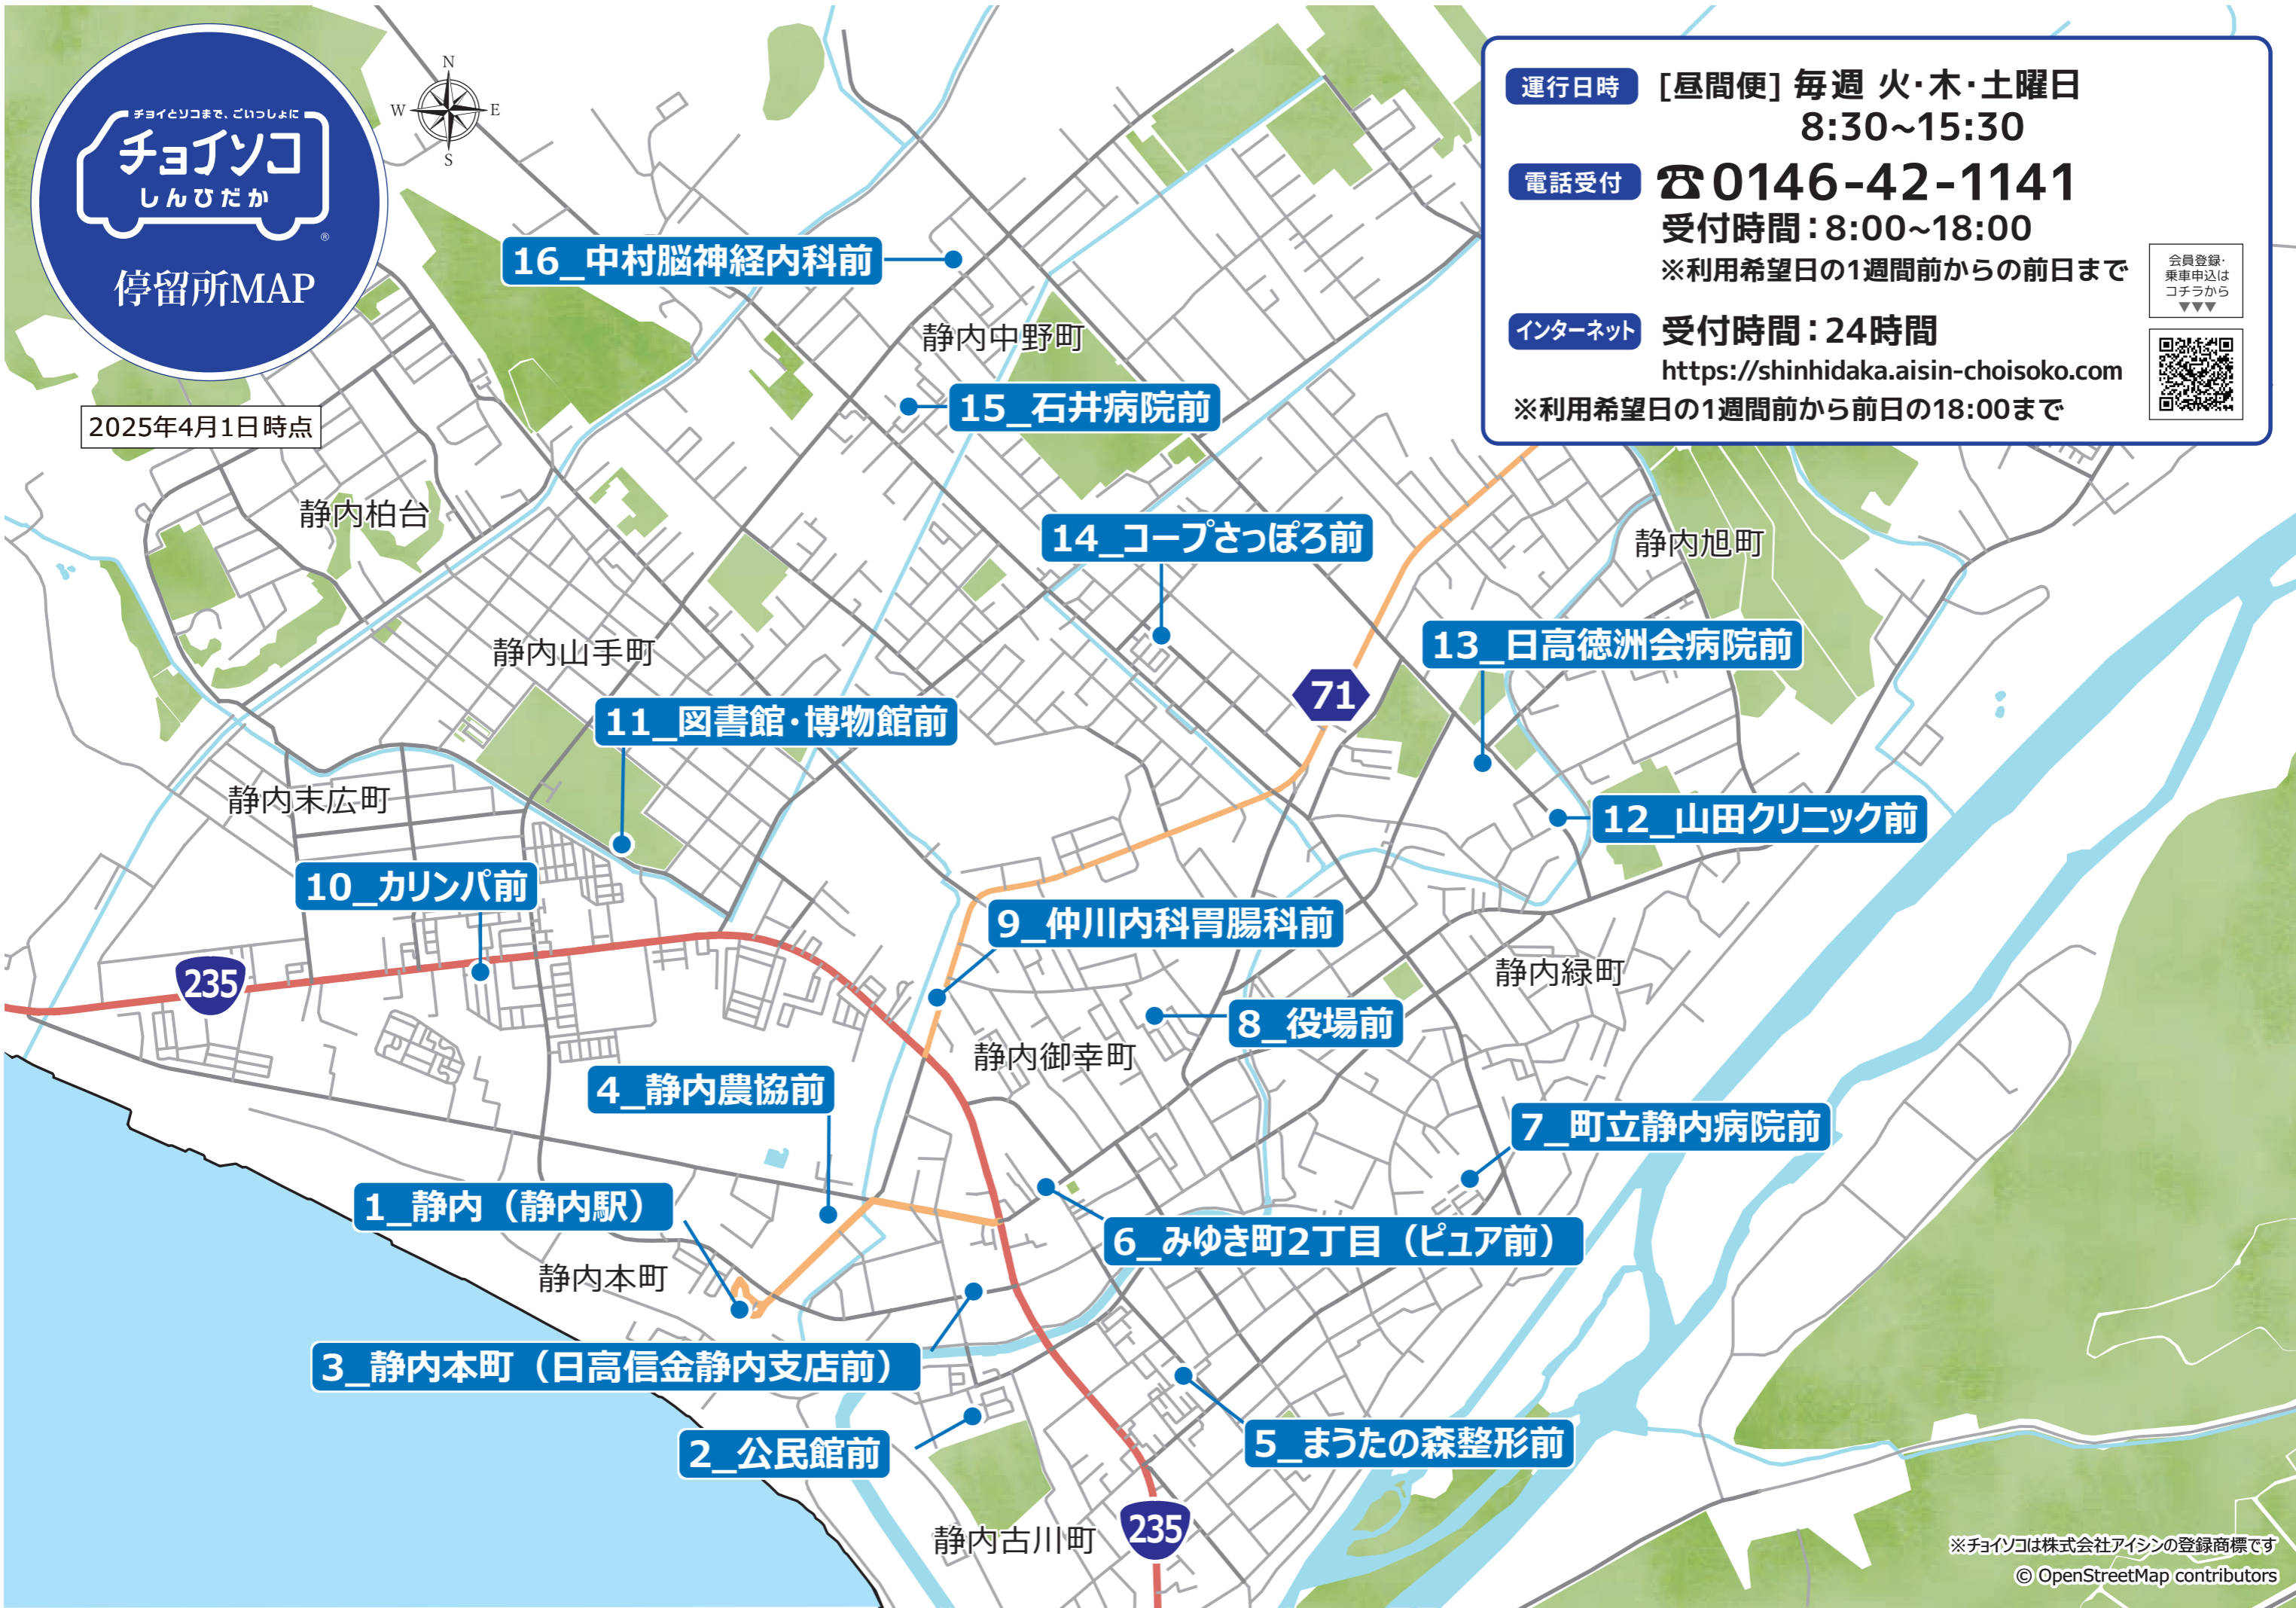 チョイとソコまで、ごいっしょに
チョイソコ
しんひだか
®
停留所MAP
2025年4月1日時点
N
W
E
S
運行日時 [昼間便] 毎週 火・木・土曜日
8:30~15:30
電話受付 ☎0146-42-1141
受付時間：8:00~18:00
※利用希望日の1週間前からの前日まで
インターネット 受付時間：24時間
https://shinhidaka.aisin-choisoko.com
※利用希望日の1週間前から前日の18:00まで
会員登録・
乗車申込は
コチラから
▼▼▼
16_中村脳神経内科前
静内中野町
15_石井病院前
静内柏台
14_コープさっぽろ前
静内旭町
静内山手町
13_日高徳洲会病院前
71
11_図書館・博物館前
静内末広町
12_山田クリニック前
10_カリンパ前
9_仲川内科胃腸科前
235
静内緑町
8_役場前
静内御幸町
4_静内農協前
7_町立静内病院前
1_静内（静内駅）
6_みゆき町2丁目（ピュア前）
静内本町
3_静内本町（日高信金静内支店前）
2_公民館前
5_まうたの森整形前
静内古川町
235
※チョイソコは株式会社アイシンの登録商標です
© OpenStreetMap contributors